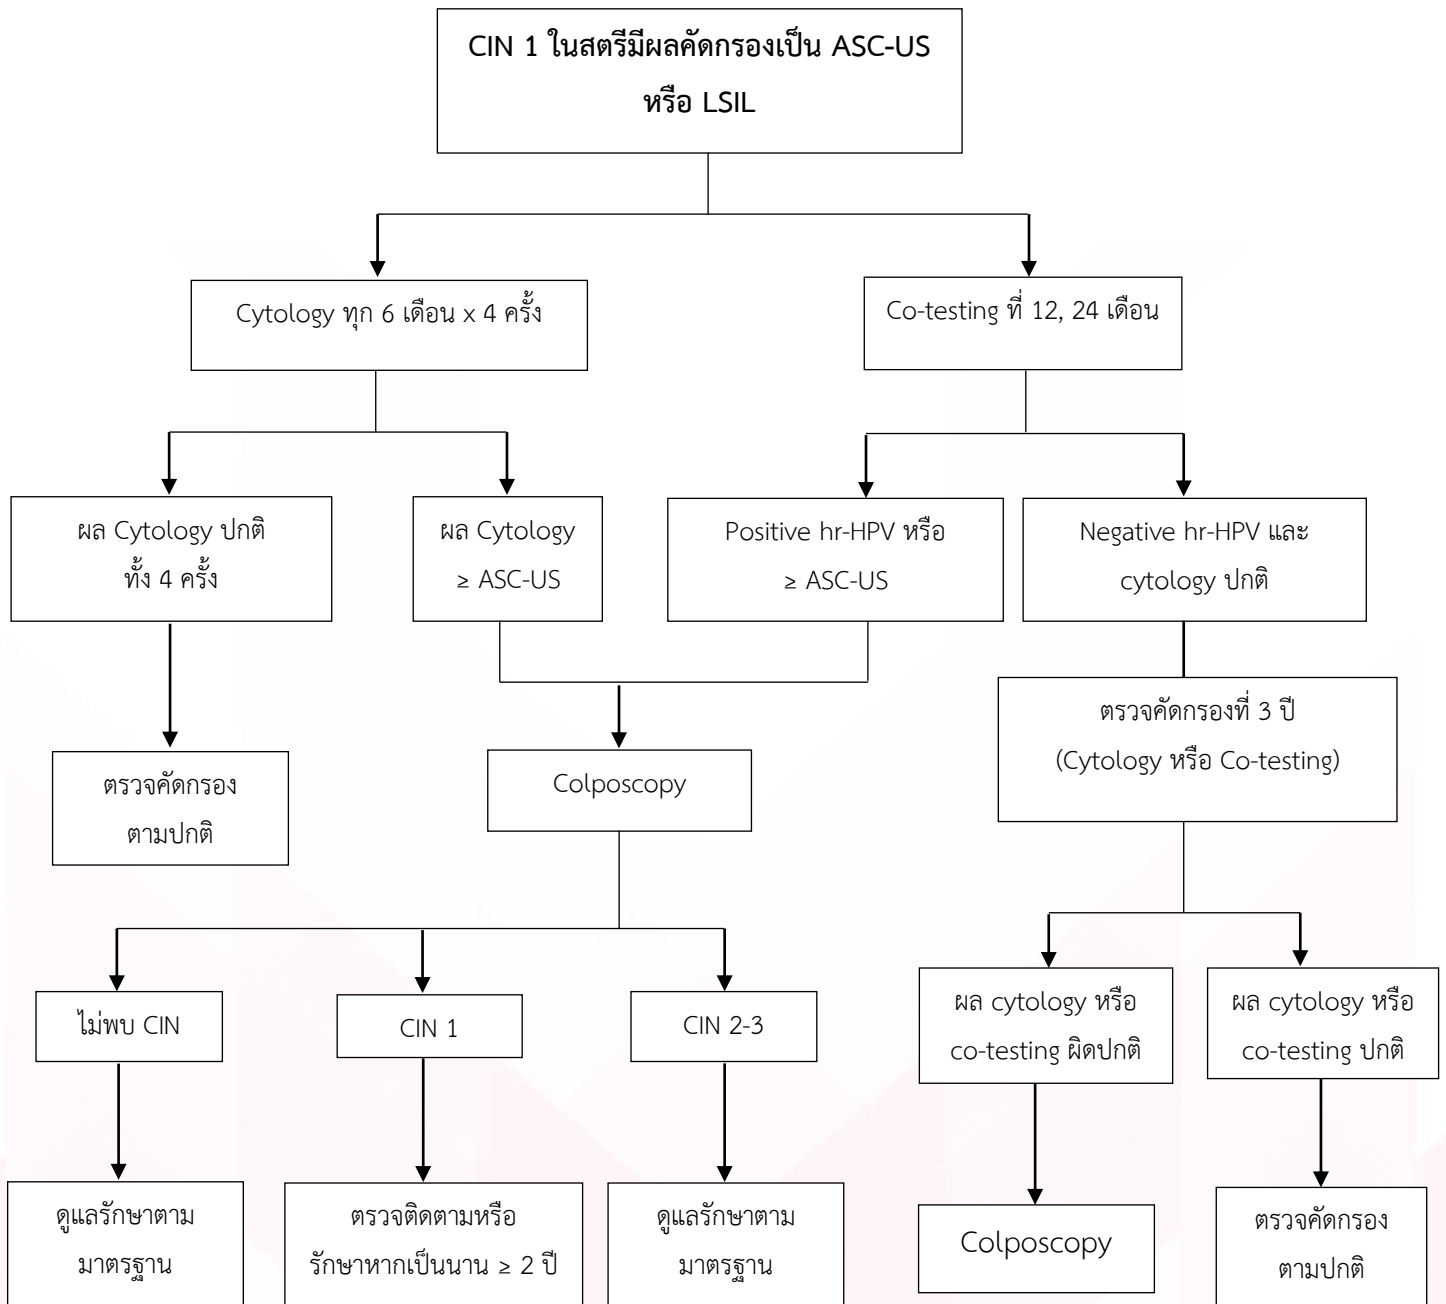 CIN 1 ในสตรีมีผลคัดกรองเป็น ASC-US
หรือ LSIL
Cytology ทุก 6 เดือน x 4 ครั้ง
Co-testing ที่ 12, 24 เดือน
ผล Cytology ปกติ
ทั้ง 4 ครั้ง
ผล Cytology
≥ ASC-US
Positive hr-HPV หรือ
≥ ASC-US
Negative hr-HPV และ
cytology ปกติ
ตรวจคัดกรองที่ 3 ปี
(Cytology หรือ Co-testing)
ตรวจคัดกรอง
ตามปกติ
Colposcopy
ไม่พบ CIN
CIN 1
CIN 2-3
ผล cytology หรือ
co-testing ผิดปกติ
ผล cytology หรือ
co-testing ปกติ
ดูแลรักษาตาม
มาตรฐาน
ตรวจติดตามหรือ
รักษาหากเป็นนาน ≥ 2 ปี
ดูแลรักษาตาม
มาตรฐาน
Colposcopy
ตรวจคัดกรอง
ตามปกติ